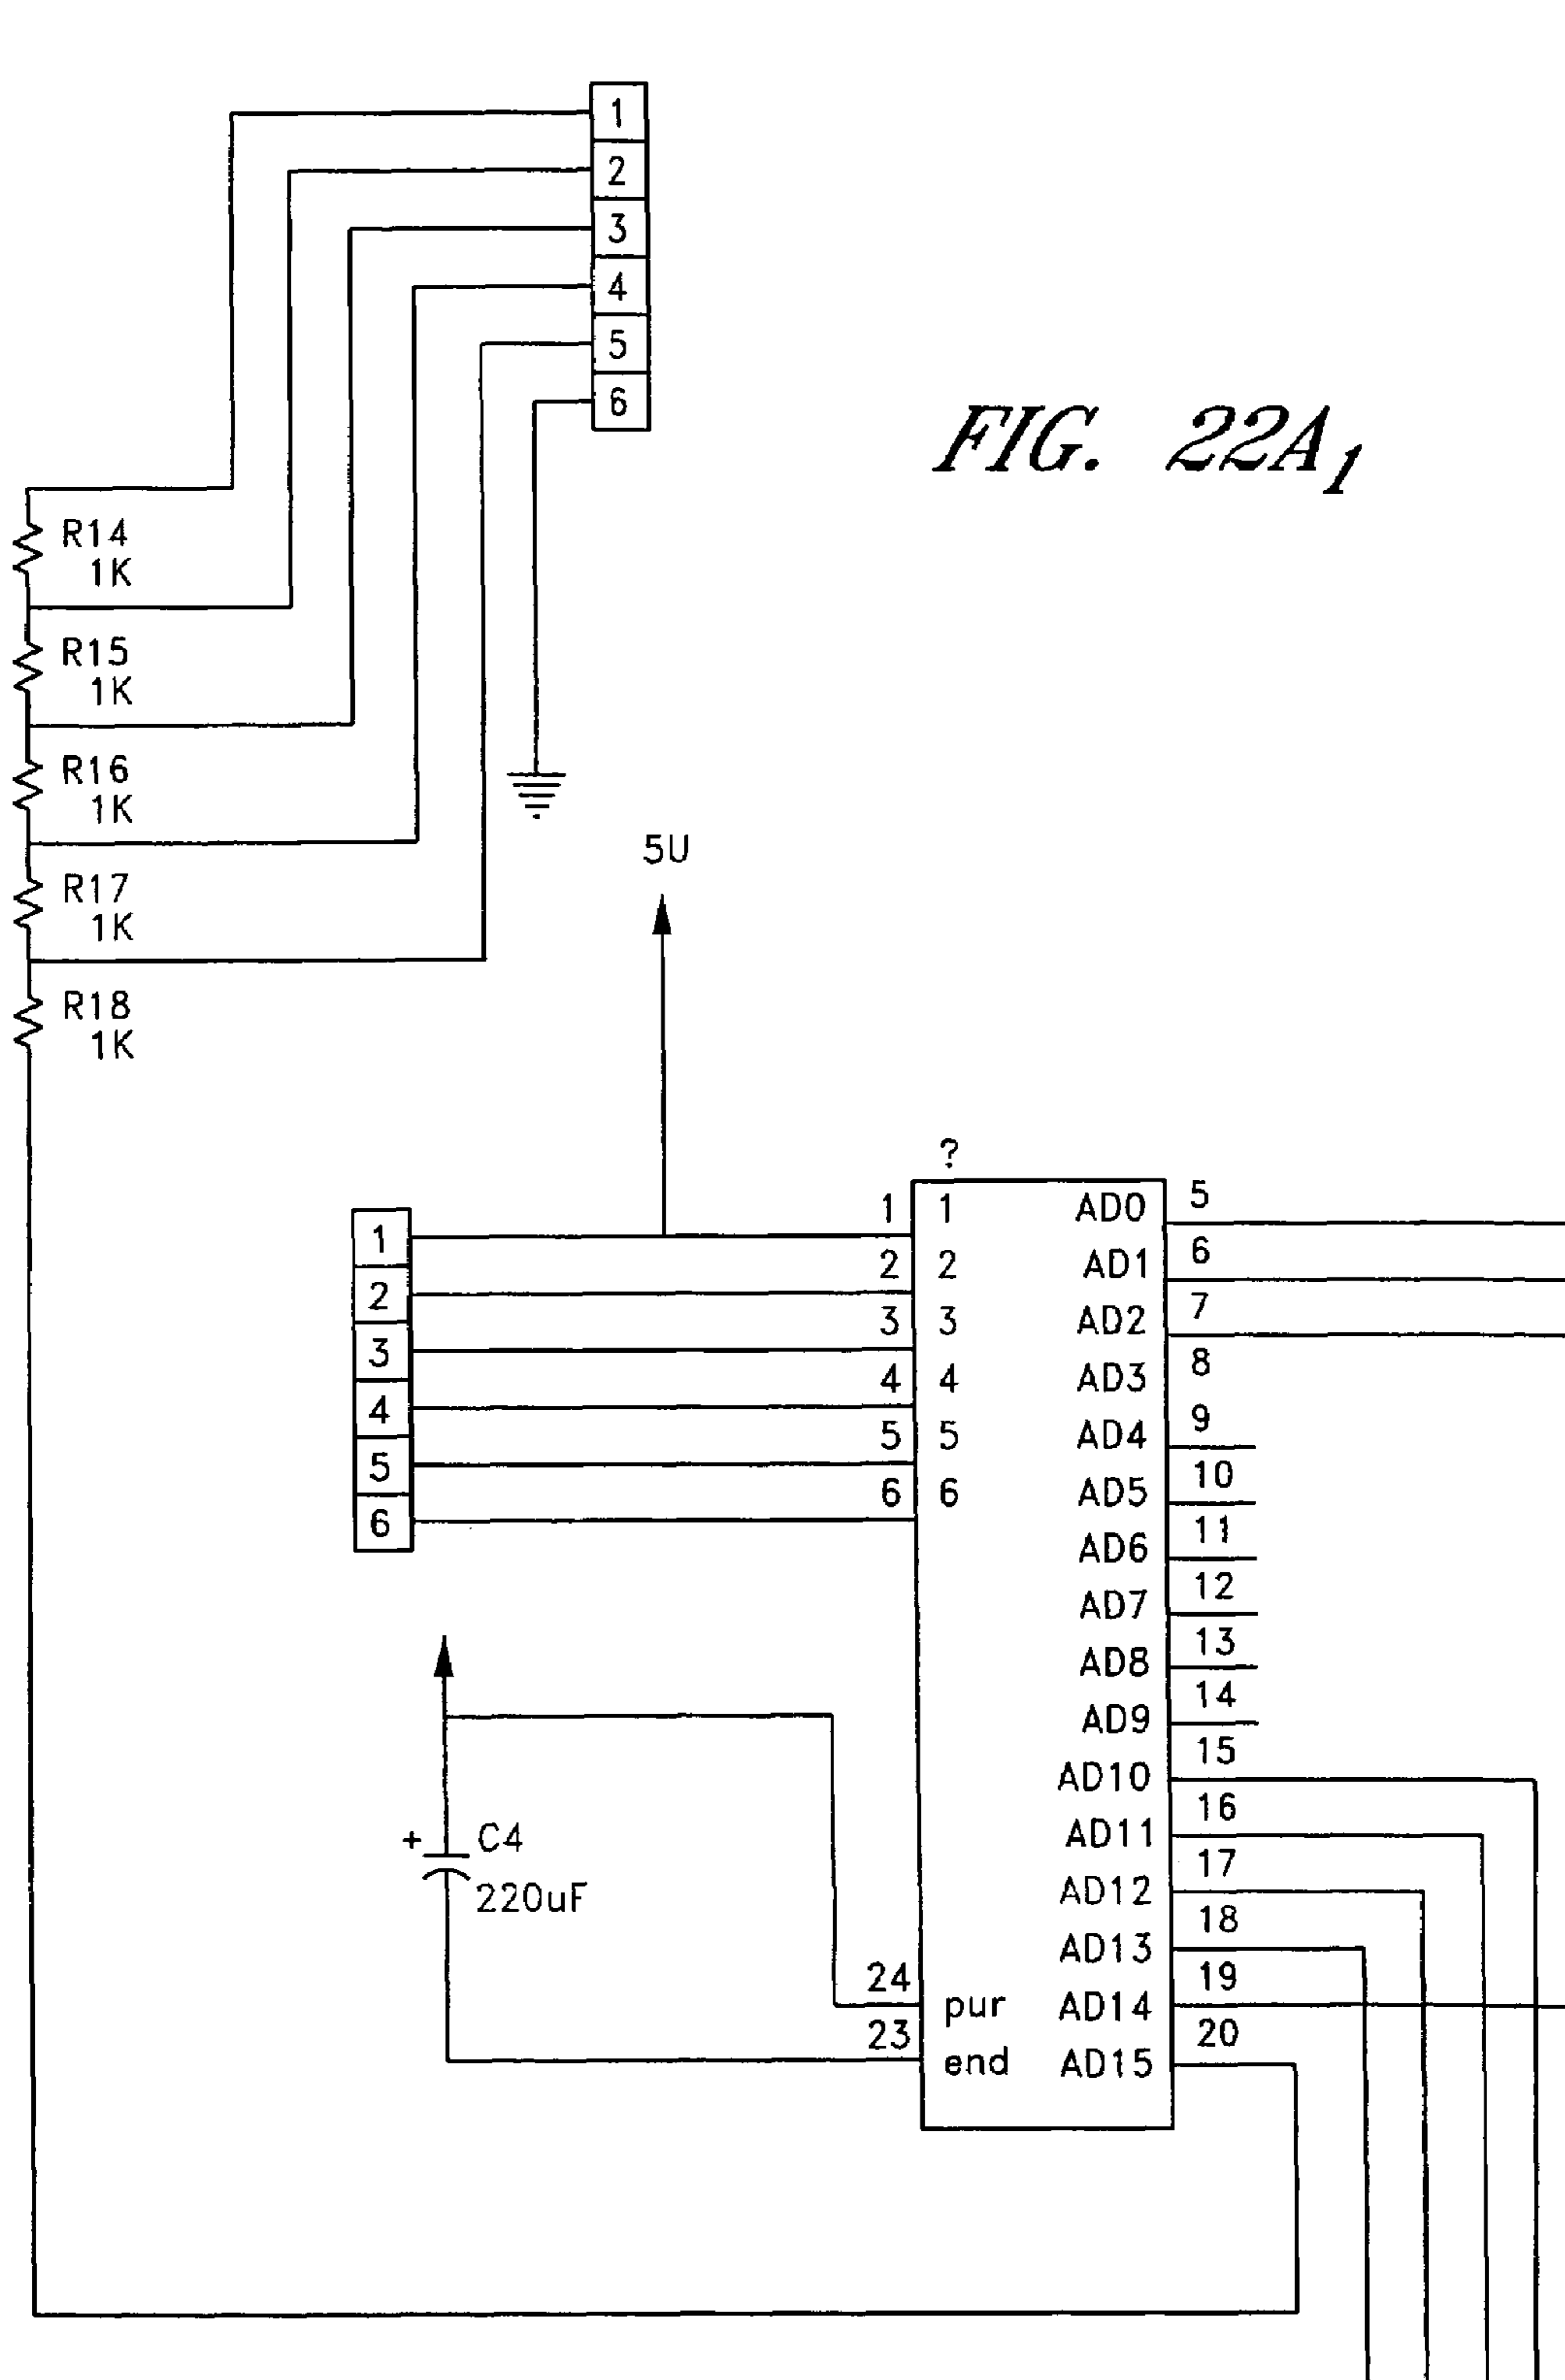 1
2
3
4
5
6
FIG. 22A1
R14
1K
R15
1K
R16
1K
R17
1K
R18
1K
5U
?
1
2
3
4
5
6
1 1 AD0 5
2 2 AD1 6
3 3 AD2 7
4 4 AD3 8
5 5 AD4 9
6 6 AD5 10
AD6 11
AD7 12
AD8 13
AD9 14
AD10 15
AD11 16
AD12 17
AD13 18
24 pur AD14 19
23 end AD15 20
+ C4
220uF